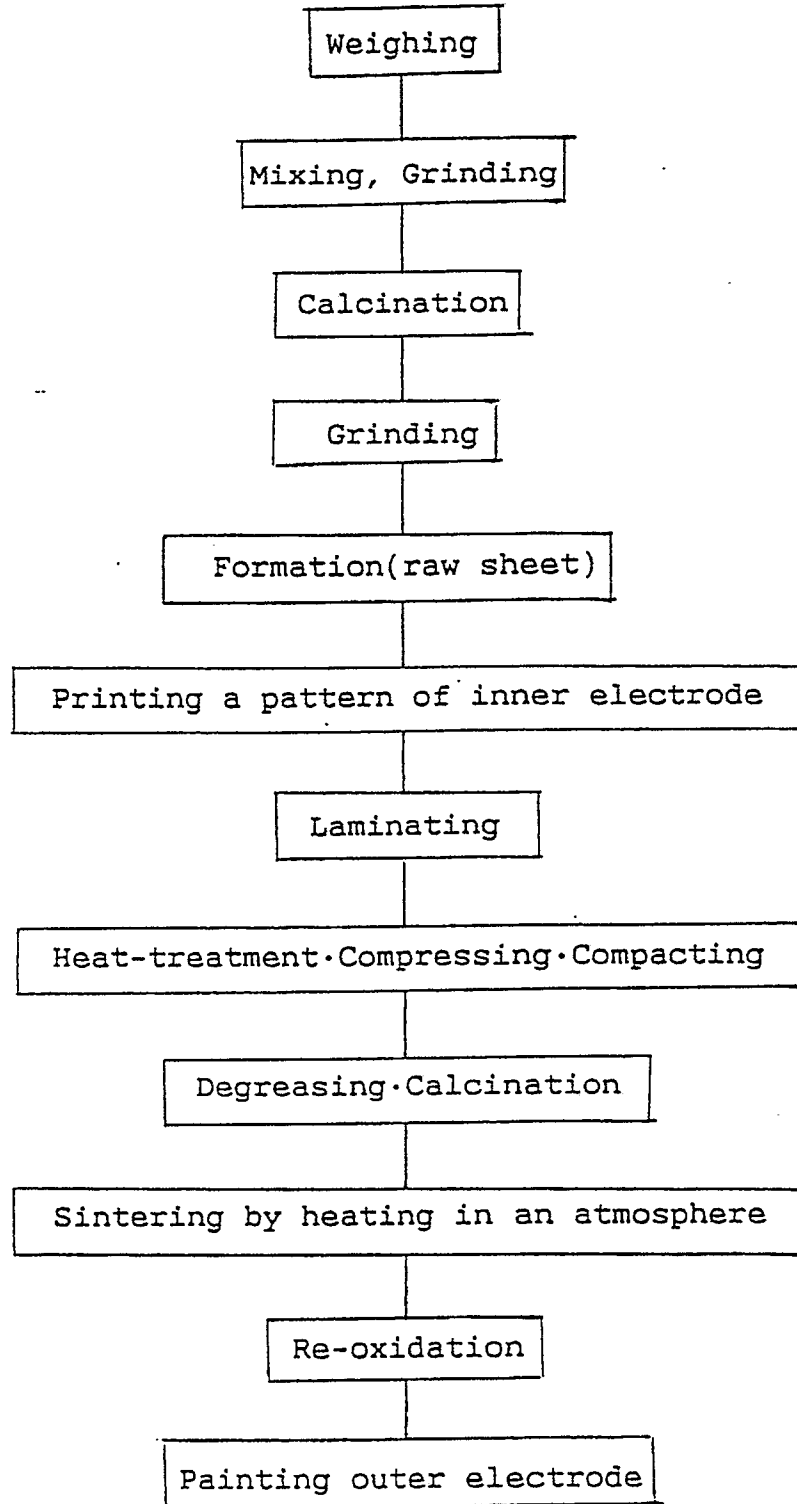 Weighing
Mixing, Grinding
Calcination
Grinding
Formation(raw sheet)
Printing a pattern of inner electrode
Laminating
Heat-treatment·Compressing·Compacting
Degreasing·Calcination
Sintering by heating in an atmosphere
Re-oxidation
Painting outer electrode